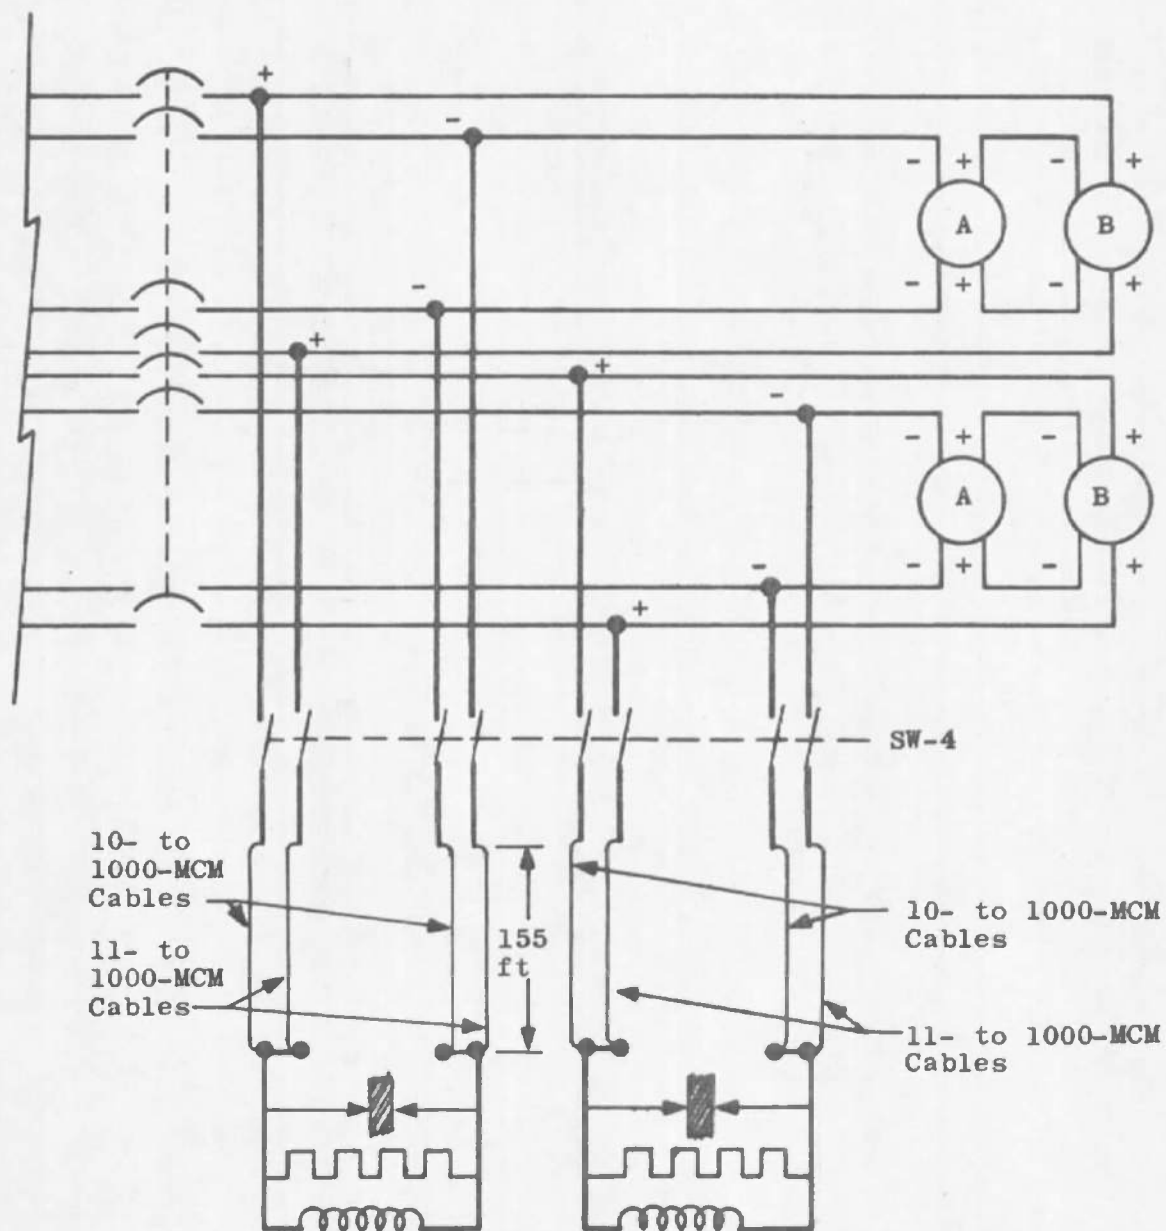 +
-
- + - +
A B
- + - +
-
+
+
-
- + - +
A B
- + - +
-
+
SW-4
10- to
1000-MCM
Cables
11- to
1000-MCM
Cables
155
ft
10- to 1000-MCM
Cables
11- to 1000-MCM
Cables